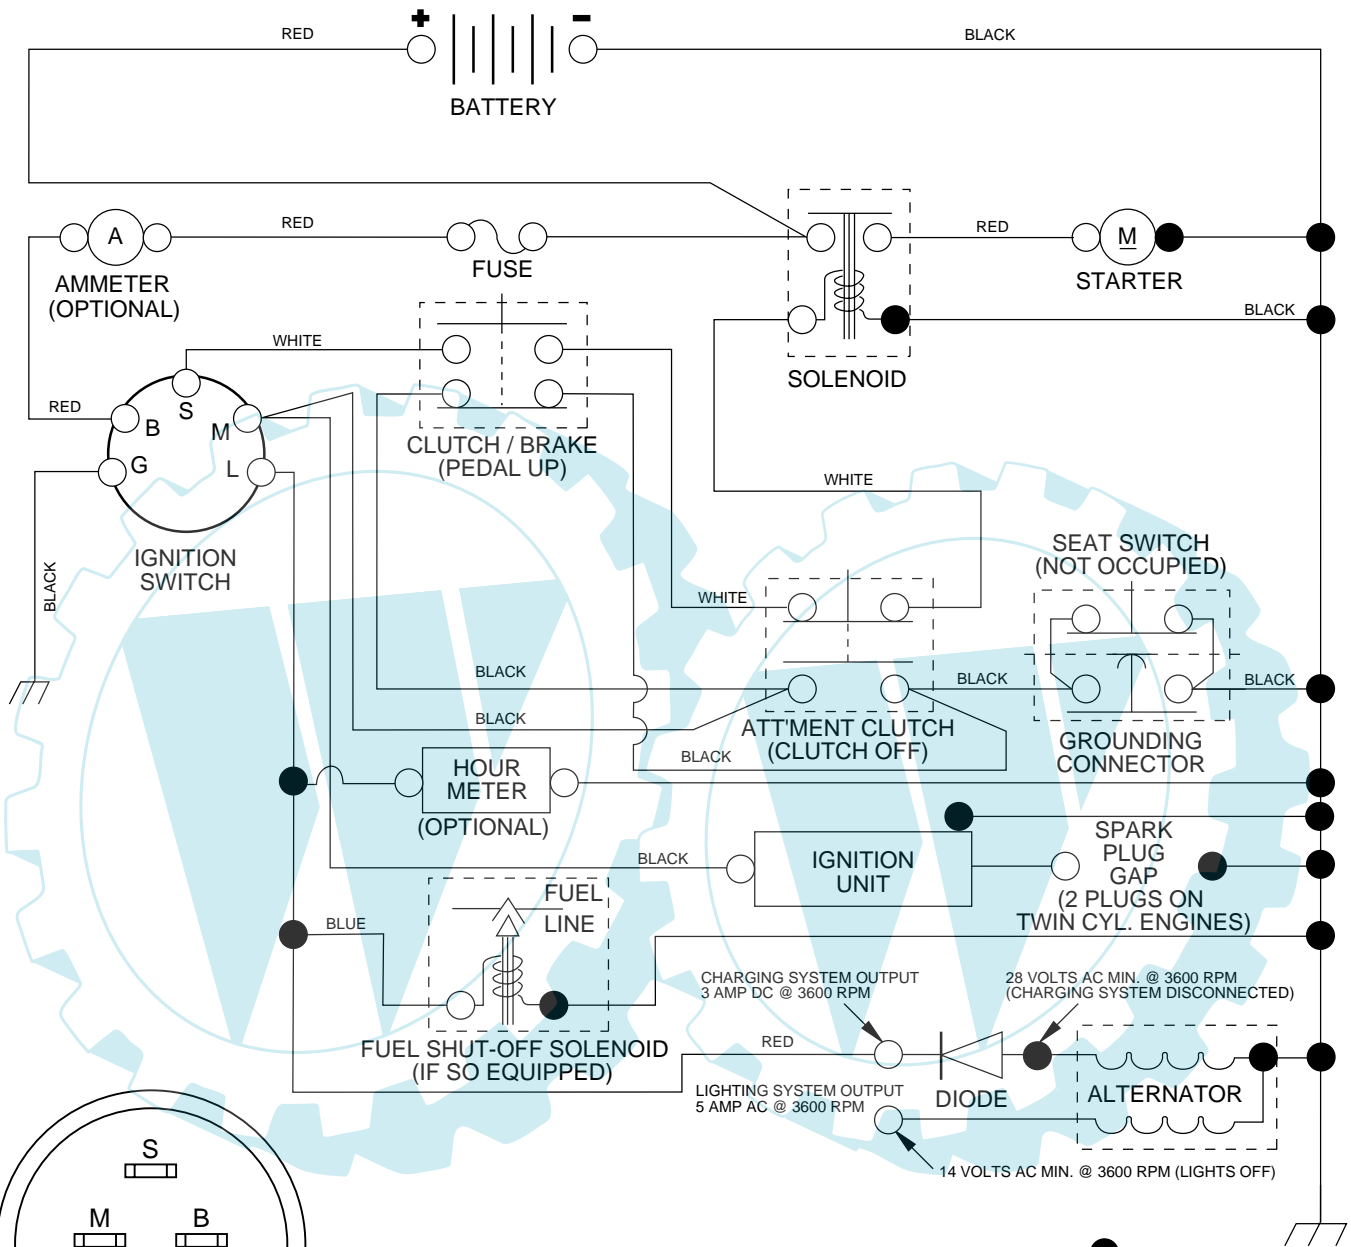 +
-
RED
BLACK
BATTERY
A
RED
RED
M
AMMETER
(OPTIONAL)
FUSE
STARTER
BLACK
WHITE
SOLENOID
RED
S
B
M
G
L
CLUTCH / BRAKE
(PEDAL UP)
WHITE
IGNITION
SWITCH
BLACK
SEAT SWITCH
(NOT OCCUPIED)
WHITE
BLACK
BLACK
BLACK
BLACK
ATT'MENT CLUTCH
(CLUTCH OFF)
BLACK
GROUNDING
CONNECTOR
HOUR
METER
(OPTIONAL)
BLACK
IGNITION
UNIT
SPARK
PLUG
GAP
(2 PLUGS ON
TWIN CYL. ENGINES)
FUEL
LINE
BLUE
CHARGING SYSTEM OUTPUT
3 AMP DC @ 3600 RPM
28 VOLTS AC MIN. @ 3600 RPM
(CHARGING SYSTEM DISCONNECTED)
RED
FUEL SHUT-OFF SOLENOID
(IF SO EQUIPPED)
LIGHTING SYSTEM OUTPUT
5 AMP AC @ 3600 RPM
DIODE
ALTERNATOR
14 VOLTS AC MIN. @ 3600 RPM (LIGHTS OFF)
S
M
B